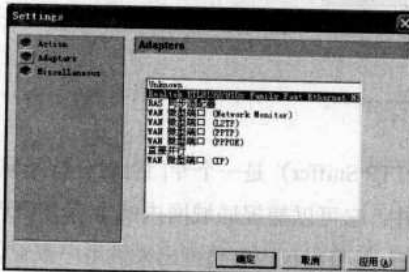 Settings
Action
Adapters
Miscellaneous
Adapters
Unknown
Realtek Family Fast Ethernet
RAS 异步适配器
WAN 微型端口 (Network Monitor)
WAN 微型端口 (L2TP)
WAN 微型端口 (PPTP)
WAN 微型端口 (PPPOE)
直接并行
WAN 微型端口 (IP)
确定
取消
应用(A)